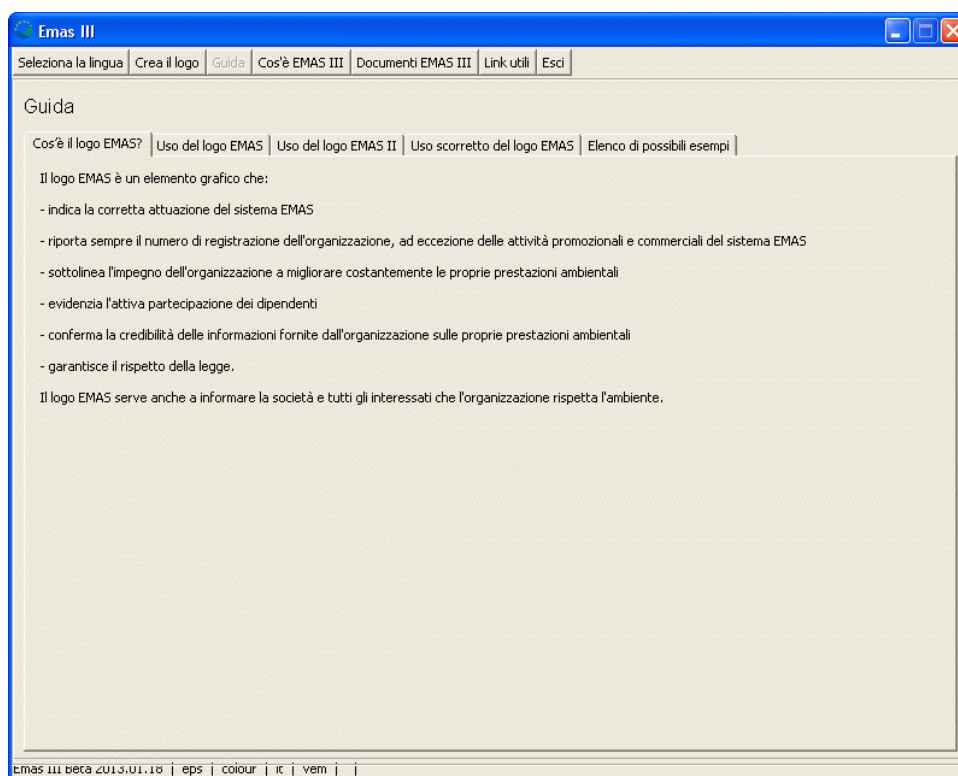 Emas III
Seleziona la lingua Crea il logo Guida Cos'è EMAS III Documenti EMAS III Link utili Esci
Guida
Cos'è il logo EMAS? Uso del logo EMAS Uso del logo EMAS II Uso scorretto del logo EMAS Elenco di possibili esempi
Il logo EMAS è un elemento grafico che:
- indica la corretta attuazione del sistema EMAS
- riporta sempre il numero di registrazione dell'organizzazione, ad eccezione delle attività promozionali e commerciali del sistema EMAS
- sottolinea l'impegno dell'organizzazione a migliorare costantemente le proprie prestazioni ambientali
- evidenzia l'attiva partecipazione dei dipendenti
- conferma la credibilità delle informazioni fornite dall'organizzazione sulle proprie prestazioni ambientali
- garantisce il rispetto della legge.
Il logo EMAS serve anche a informare la società e tutti gli interessati che l'organizzazione rispetta l'ambiente.
Emas III Beta 2013.01.18 | eps | colour | it | vem | |